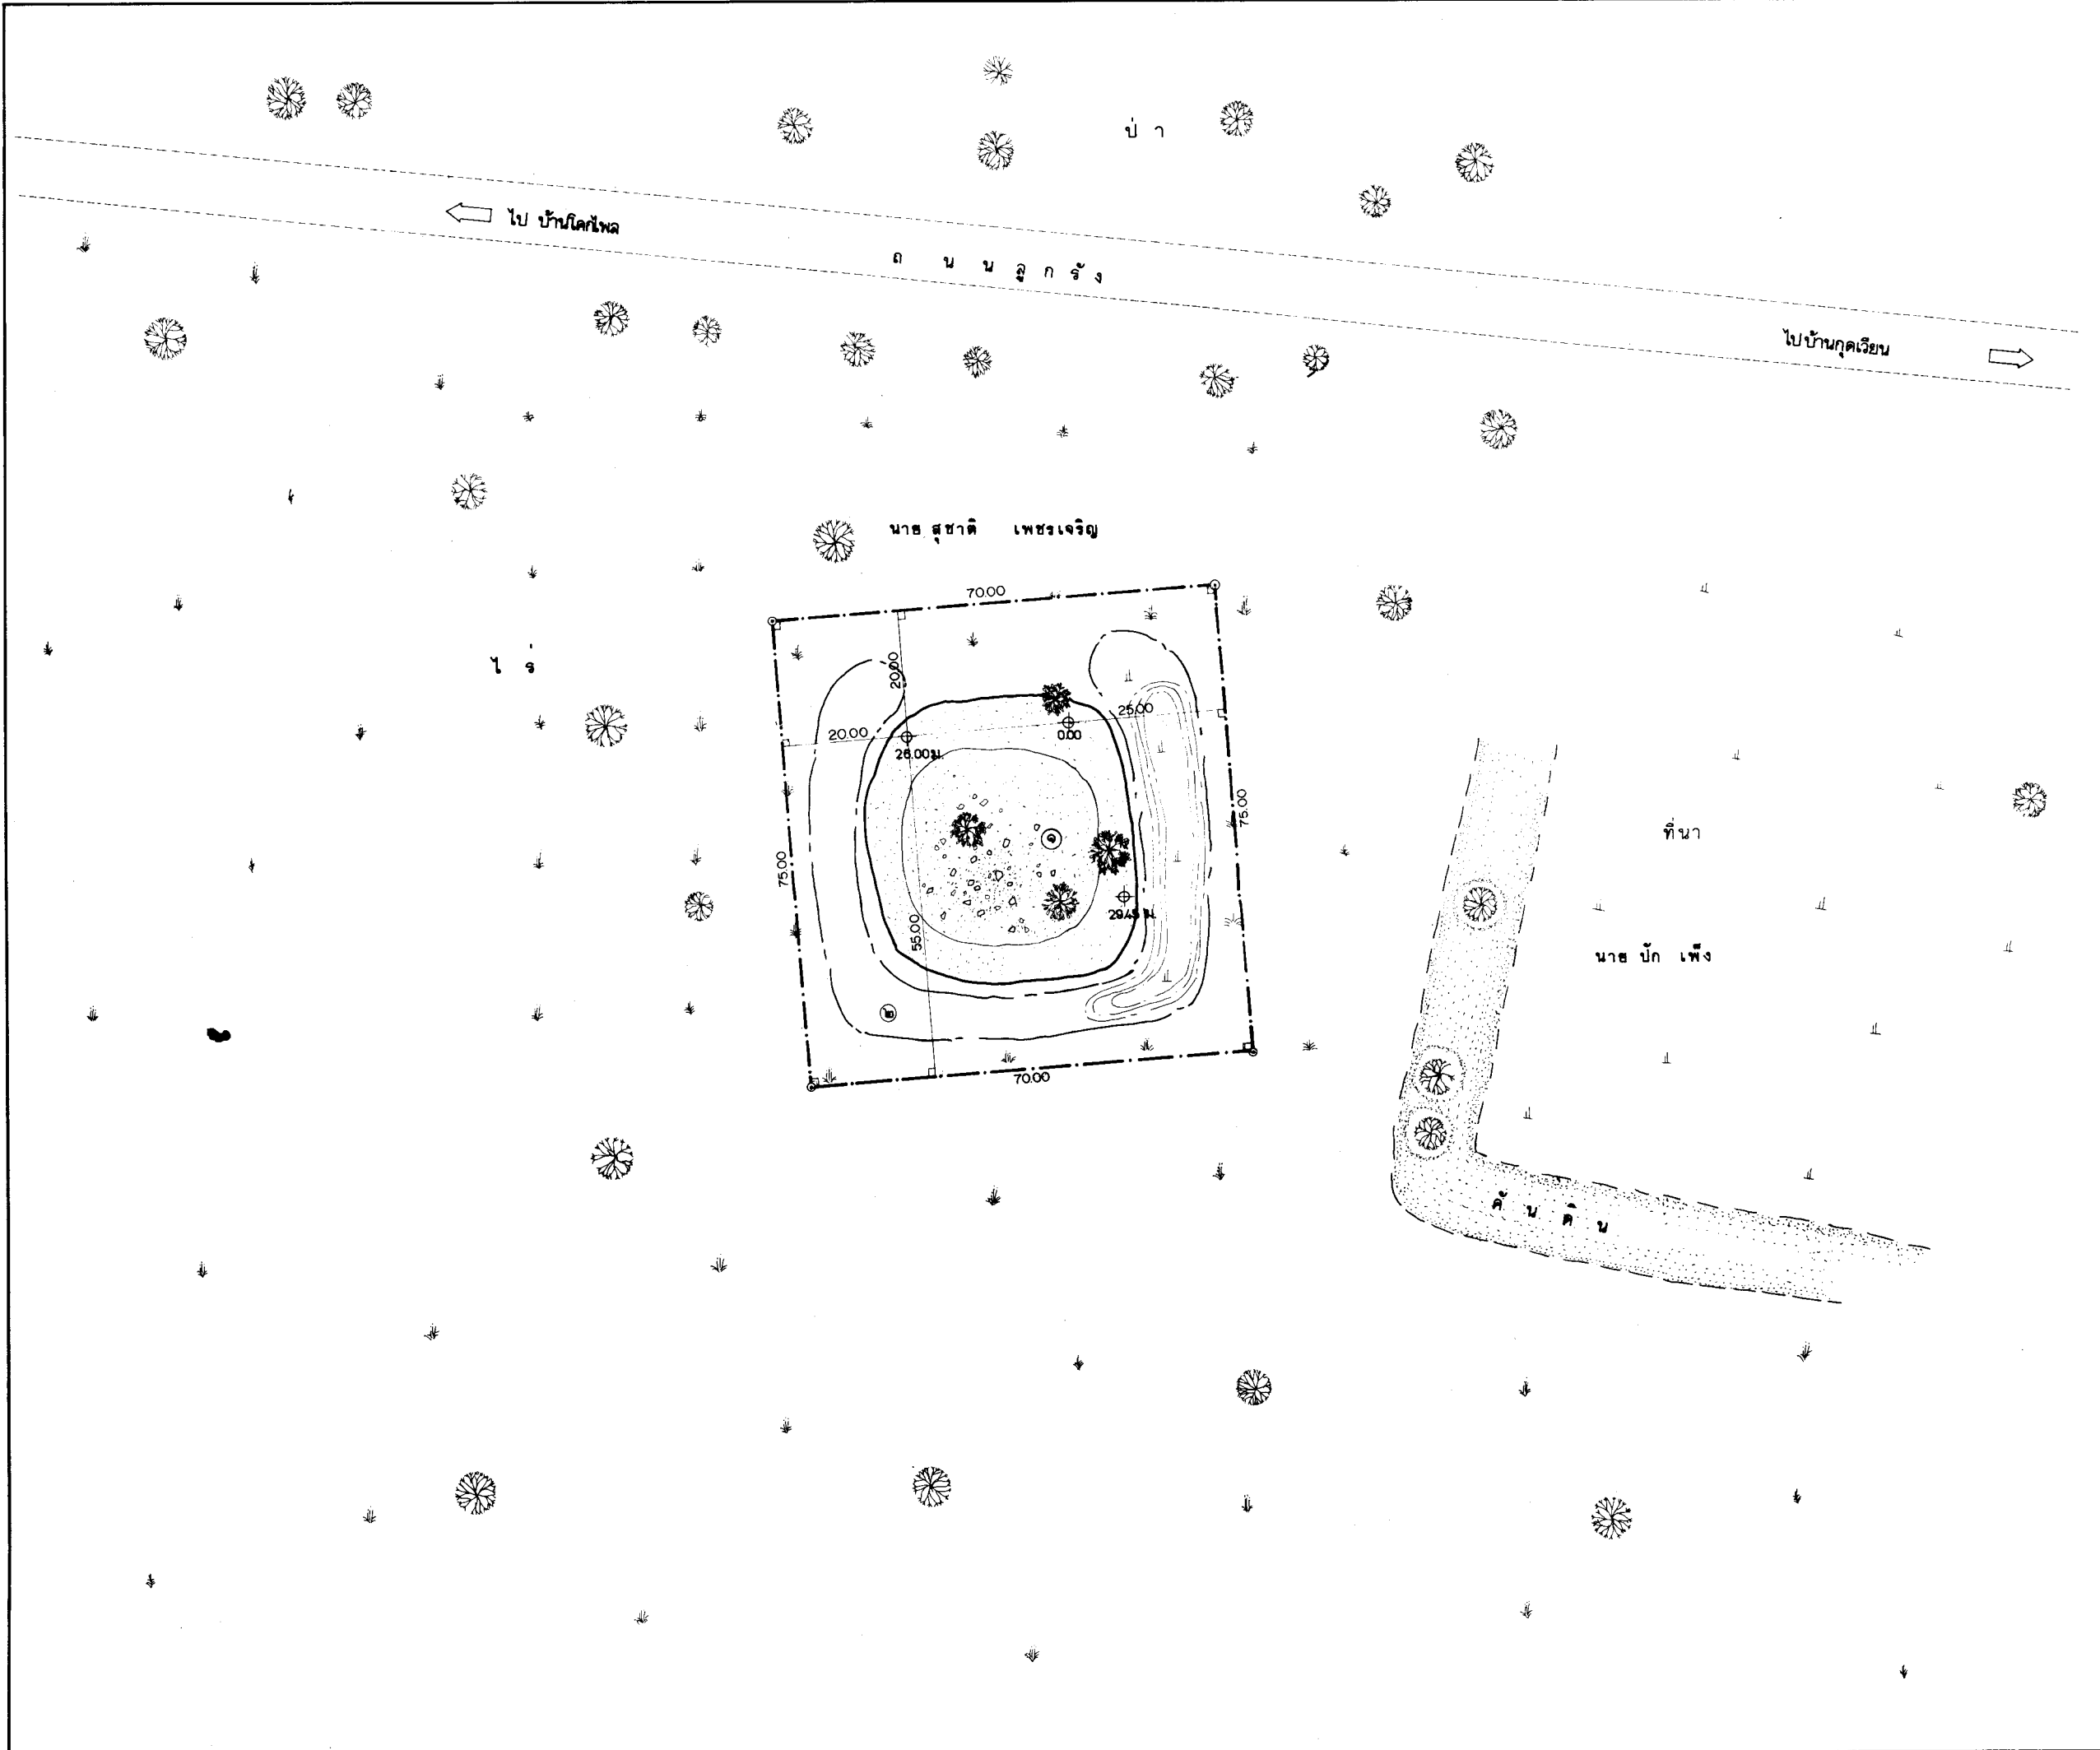 ป่า
ไป บ้านโคกไพล
ถนนลูกรัง
ไปบ้านกุดเวียน
นาย สุชาติ เพชรเจริญ
70.00
ไร่
20.00
20.00
25.00
0.00
26.00 ม.
75.00
75.00
ที่นา
29.45 ม.
55.00
นาย ปัก เพ็ง
70.00
คันดิน